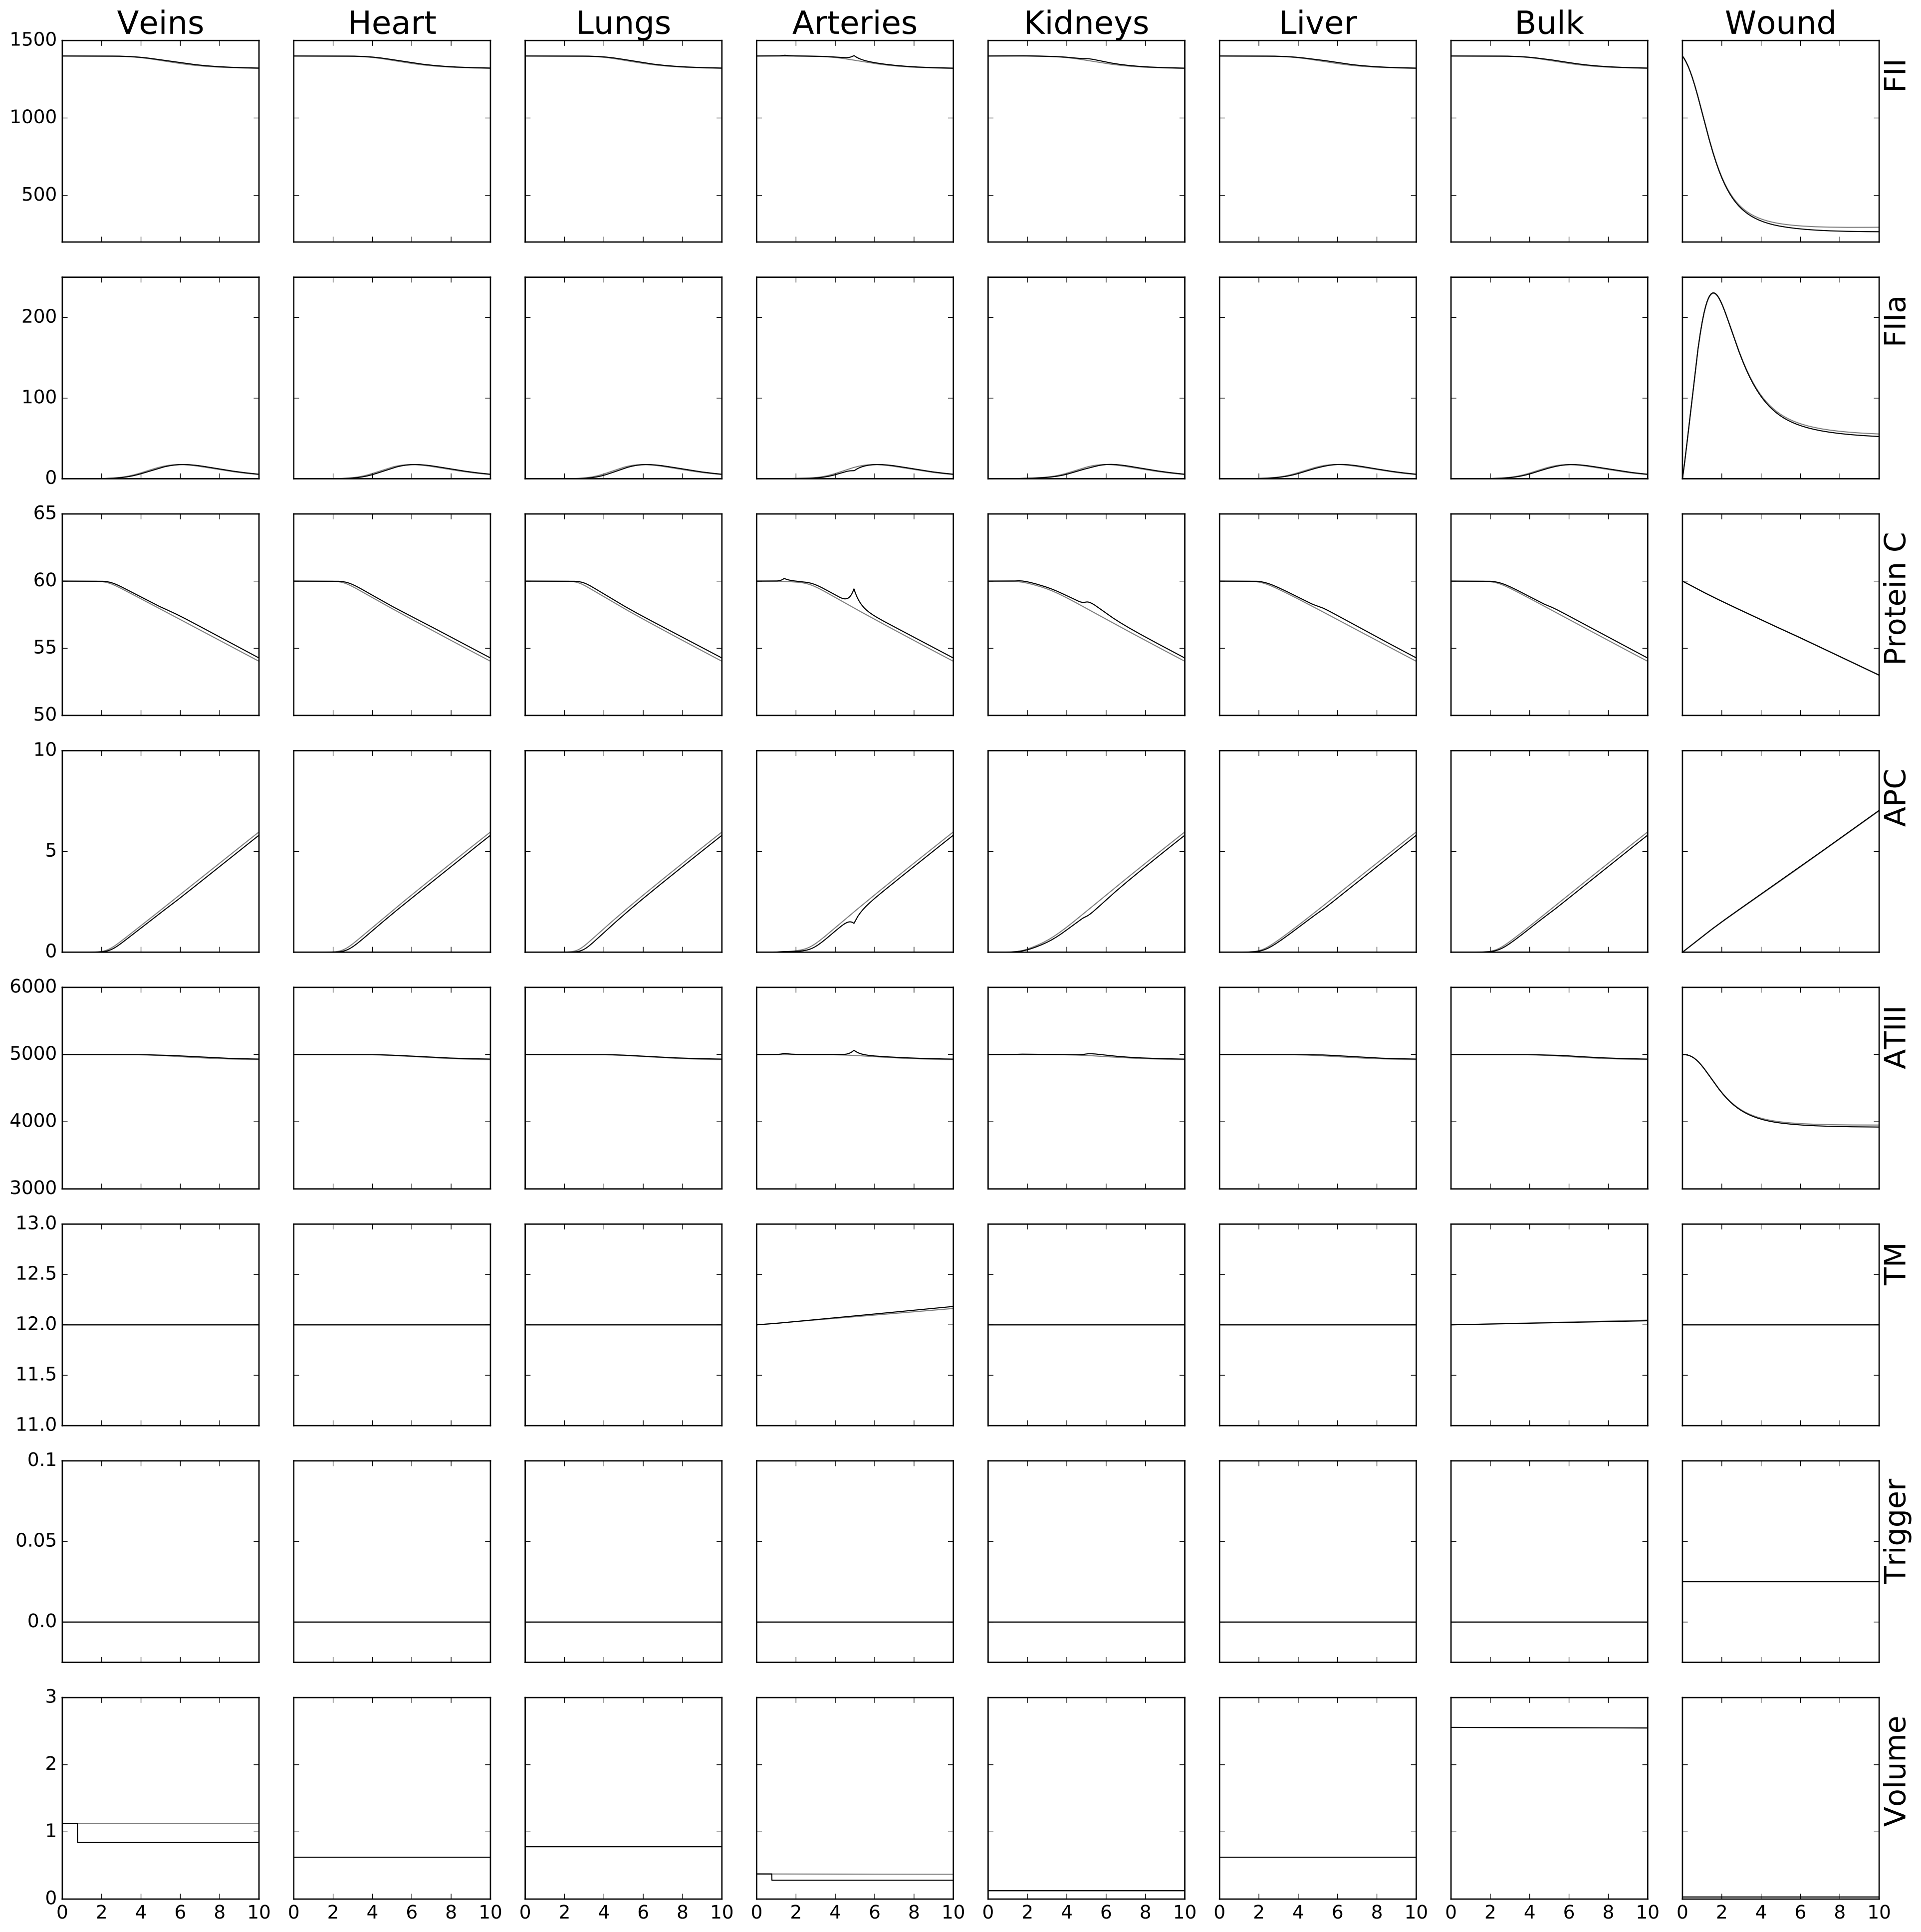 Veins Heart Lungs Arteries Kidneys Liver Bulk Wound
1500
1000
500
FII
200
100
0
FIIa
65
60
55
50
Protein C
10
5
0
APC
6000
5000
4000
3000
ATIII
13.0
12.5
12.0
11.5
11.0
TM
0.1
0.05
0.0
Trigger
3
2
1
0
Volume
0 2 4 6 8 10 0 2 4 6 8 10 0 2 4 6 8 10 0 2 4 6 8 10 0 2 4 6 8 10 0 2 4 6 8 10 0 2 4 6 8 10 0 2 4 6 8 10